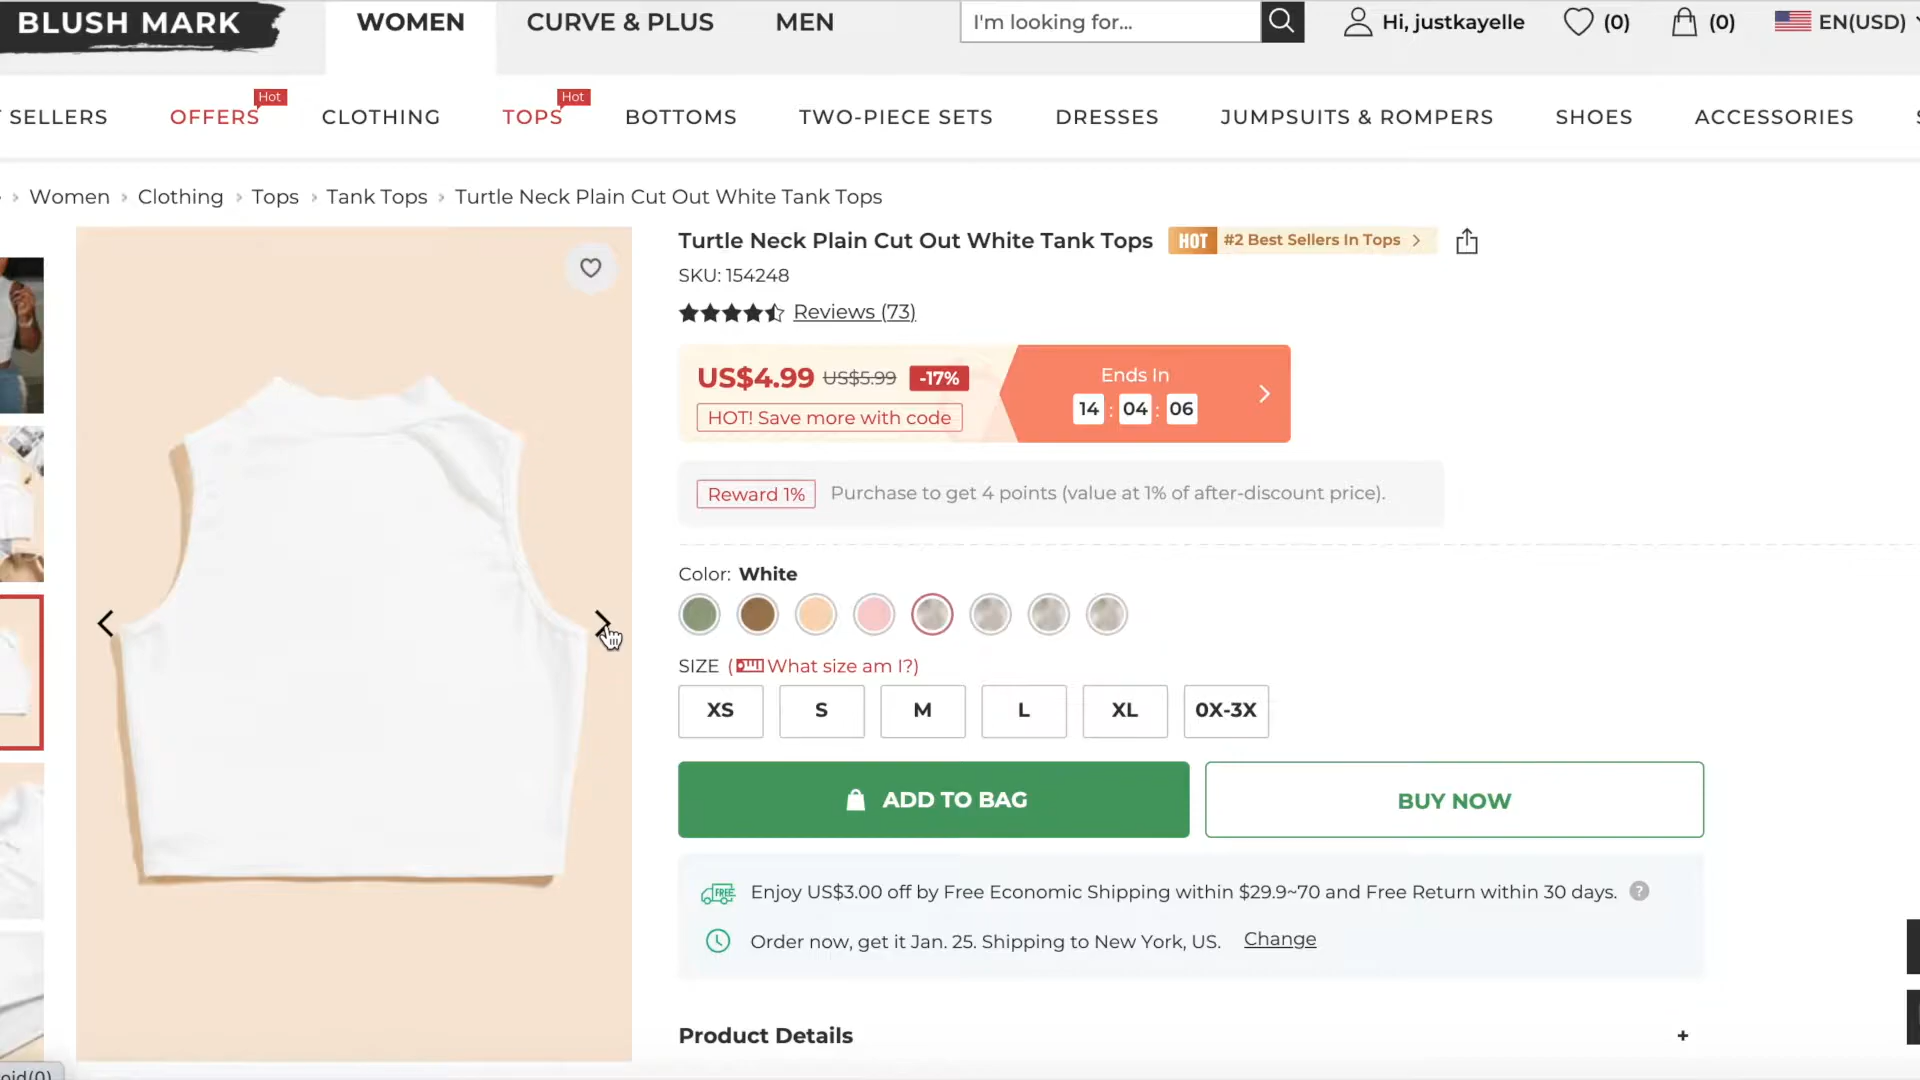 BLUSH MARK
WOMEN
CURVE & PLUS
MEN
I'm looking for...
Hi, justkayelle
(0)
(0)
EN(USD)
SELLERS
OFFERS
Hot
CLOTHING
TOPS
Hot
BOTTOMS
TWO-PIECE SETS
DRESSES
JUMPSUITS & ROMPERS
SHOES
ACCESSORIES
Women › Clothing › Tops › Tank Tops › Turtle Neck Plain Cut Out White Tank Tops
Turtle Neck Plain Cut Out White Tank Tops
HOT #2 Best Sellers In Tops >
SKU: 154248
Reviews (73)
US$4.99 US$5.99 -17%
HOT! Save more with code
Ends In
14 : 04 : 06
Reward 1% Purchase to get 4 points (value at 1% of after-discount price).
Color: White
SIZE ( What size am I?)
XS
S
M
L
XL
0X-3X
ADD TO BAG
BUY NOW
FREE
Enjoy US$3.00 off by Free Economic Shipping within $29.9~70 and Free Return within 30 days. ?
Order now, get it Jan. 25. Shipping to New York, US. Change
Product Details +